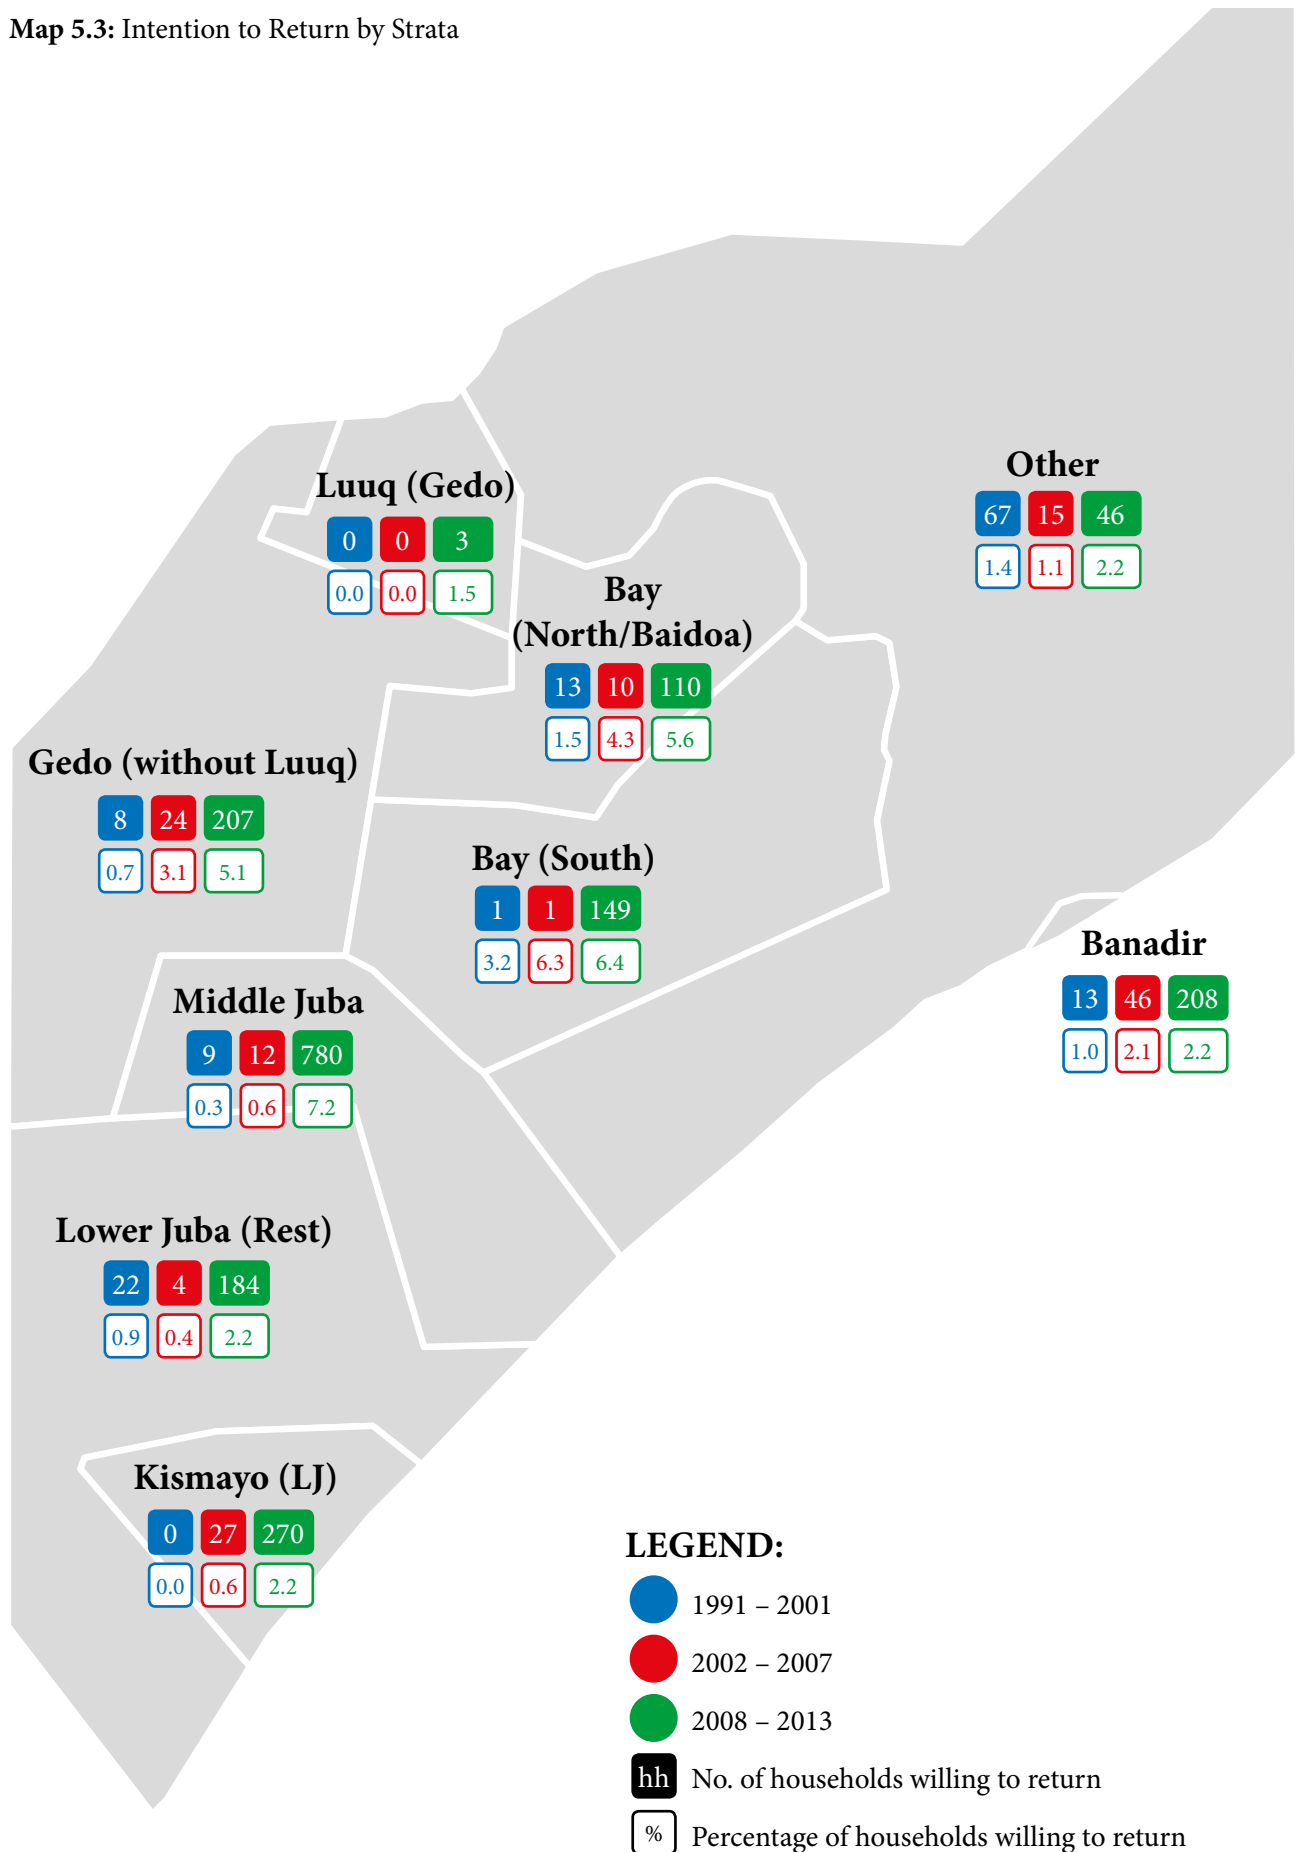 Map 5.3: Intention to Return by Strata
Other
67 15 46
1.4 1.1 2.2
Luuq (Gedo)
0 0 3
0.0 0.0 1.5
Bay
(North/Baidoa)
13 10 110
1.5 4.3 5.6
Gedo (without Luuq)
8 24 207
0.7 3.1 5.1
Bay (South)
1 1 149
3.2 6.3 6.4
Banadir
13 46 208
1.0 2.1 2.2
Middle Juba
9 12 780
0.3 0.6 7.2
Lower Juba (Rest)
22 4 184
0.9 0.4 2.2
Kismayo (LJ)
0 27 270
0.0 0.6 2.2
LEGEND:
1991 – 2001
2002 – 2007
2008 – 2013
hh No. of households willing to return
% Percentage of households willing to return